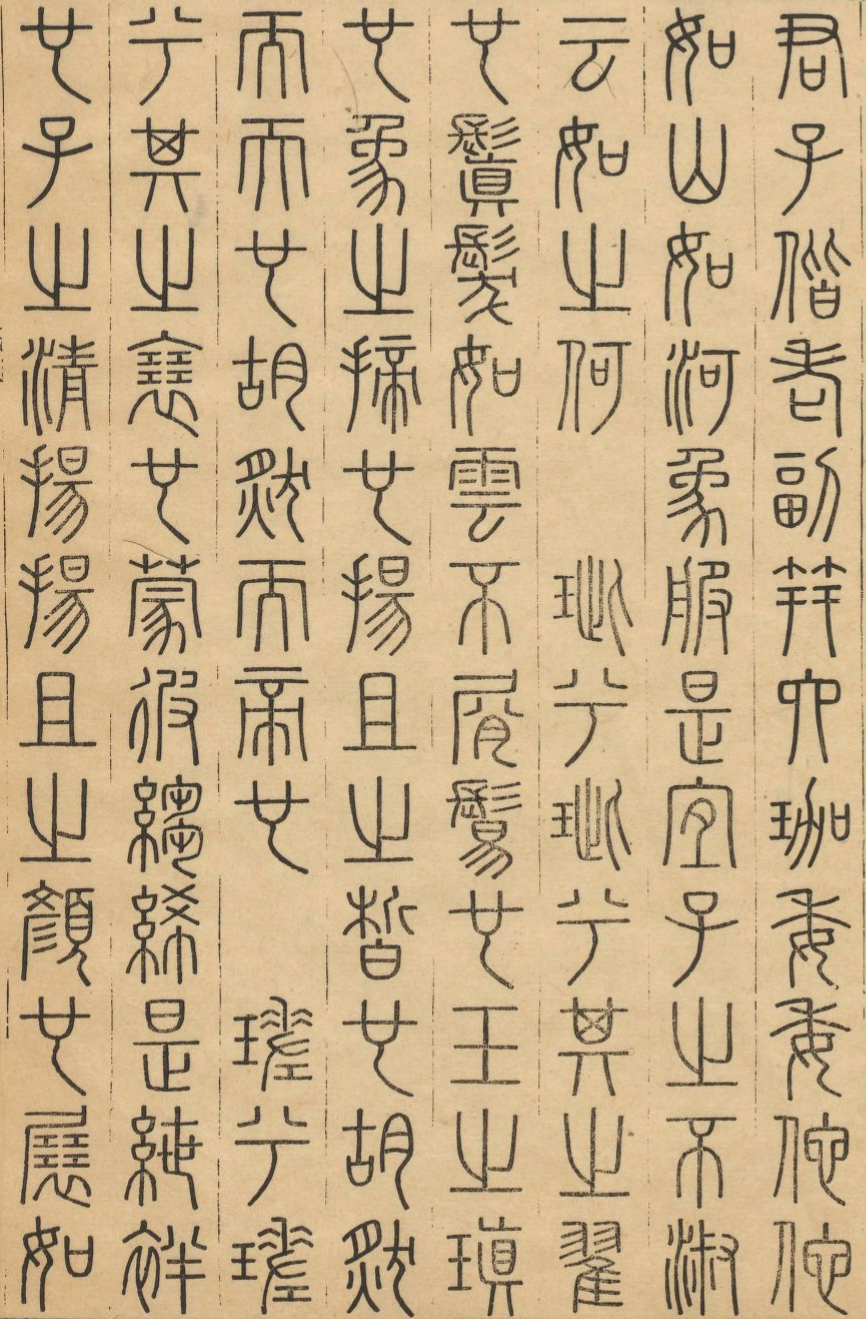 君子偕老副笄六珈委委佗佗
如山如河象服是宜子之不淑
云如之何 玼兮玼兮其之翟
也鬒髮如雲不屑鬄也玉之瑱
也象之揥也揚且之皙也胡然
而天也胡然而帝也 瑳兮瑳
兮其之展也蒙彼縐絺是紲袢
也子之清揚揚且之顏也展如